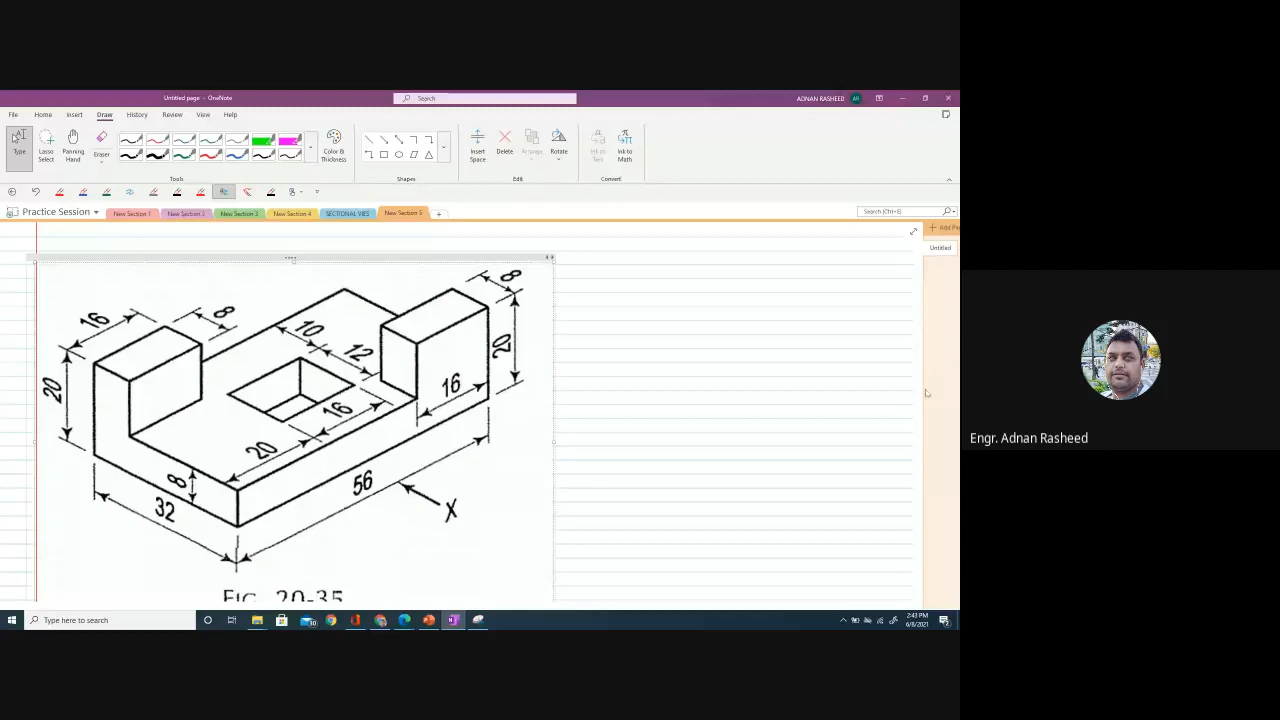 Untitled page - OneNote
Search
ADNAN RASHEED
AR
File Home Insert Draw History Review View Help
Type
Lasso Select
Panning Hand
Eraser
Color & Thickness
Insert Space
Delete
Arrange
Rotate
Ink to Text
Ink to Math
Tools
Shapes
Edit
Convert
Practice Session
New Section 1
New Section 2
New Section 3
New Section 4
New Section 5
Search (Ctrl+E)
Add Pa
Untitled
16
8
8
10
12
20
20
16
16
20
8
56
32
X
FIG. 20-35
Engr. Adnan Rasheed
Type here to search
2:43 PM
6/8/2021